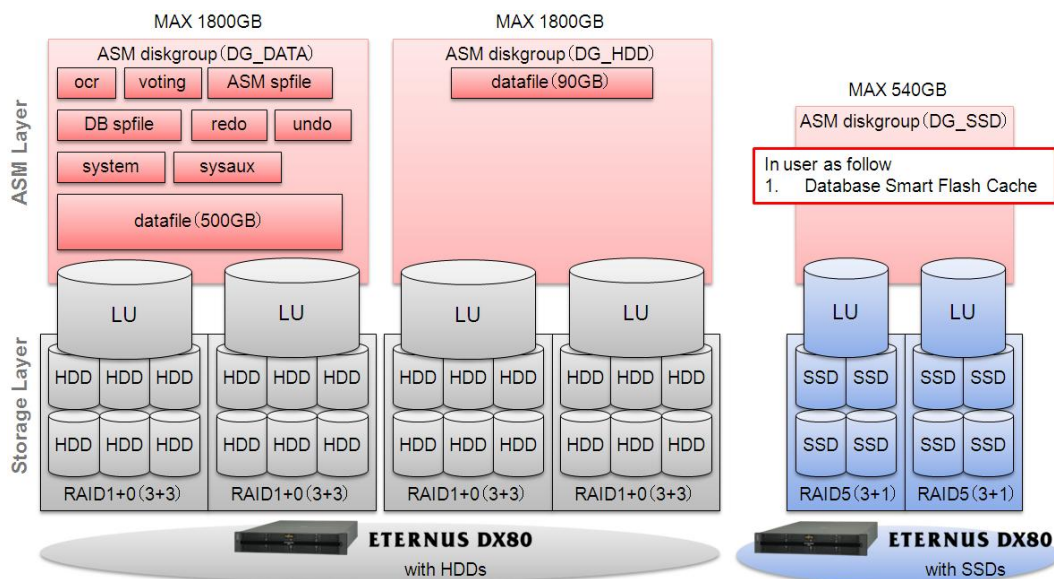 MAX 1800GB
MAX 1800GB
MAX 540GB
ASM Layer
ASM diskgroup(DG_DATA)
ocr
voting
ASM spfile
DB spfile
redo
undo
system
sysaux
datafile(500GB)
ASM diskgroup(DG_HDD)
datafile(90GB)
ASM diskgroup(DG_SSD)
In user as follow
1. Database Smart Flash Cache
Storage Layer
LU
LU
LU
LU
LU
LU
HDD HDD HDD
HDD HDD HDD
HDD HDD HDD
HDD HDD HDD
SSD SSD
SSD SSD
HDD HDD HDD
HDD HDD HDD
HDD HDD HDD
HDD HDD HDD
SSD SSD
SSD SSD
RAID1+0(3+3)
RAID1+0(3+3)
RAID1+0(3+3)
RAID1+0(3+3)
RAID5(3+1)
RAID5(3+1)
ETERNUS DX80
with HDDs
ETERNUS DX80
with SSDs